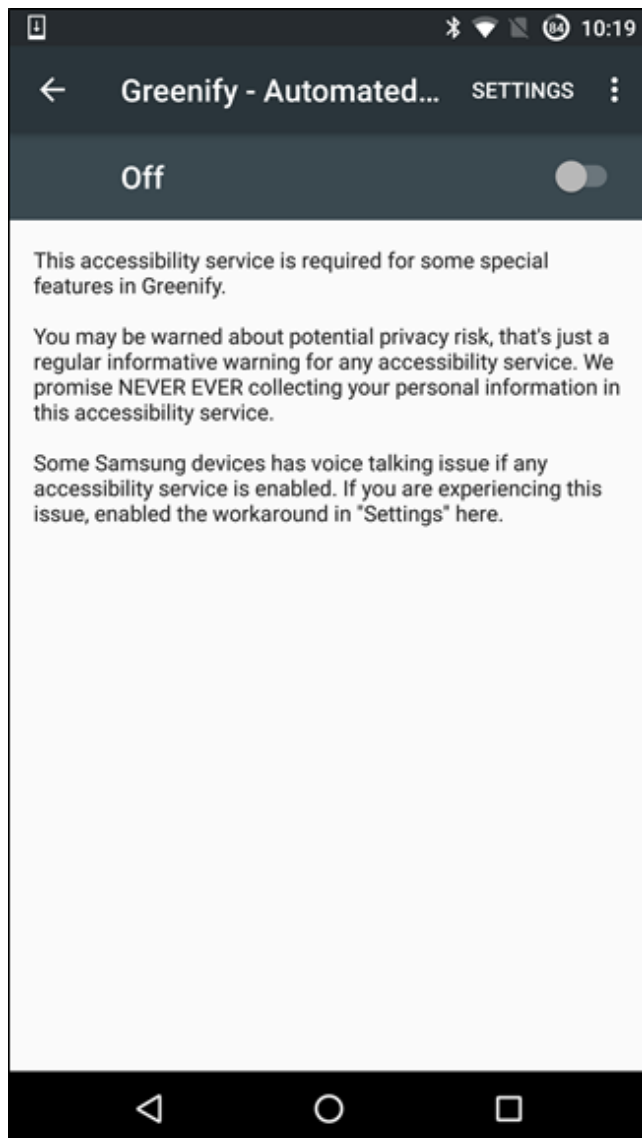 84 10:19
Greenify - Automated... SETTINGS
Off
This accessibility service is required for some special
features in Greenify.
You may be warned about potential privacy risk, that's just a
regular informative warning for any accessibility service. We
promise NEVER EVER collecting your personal information in
this accessibility service.
Some Samsung devices has voice talking issue if any
accessibility service is enabled. If you are experiencing this
issue, enabled the workaround in "Settings" here.